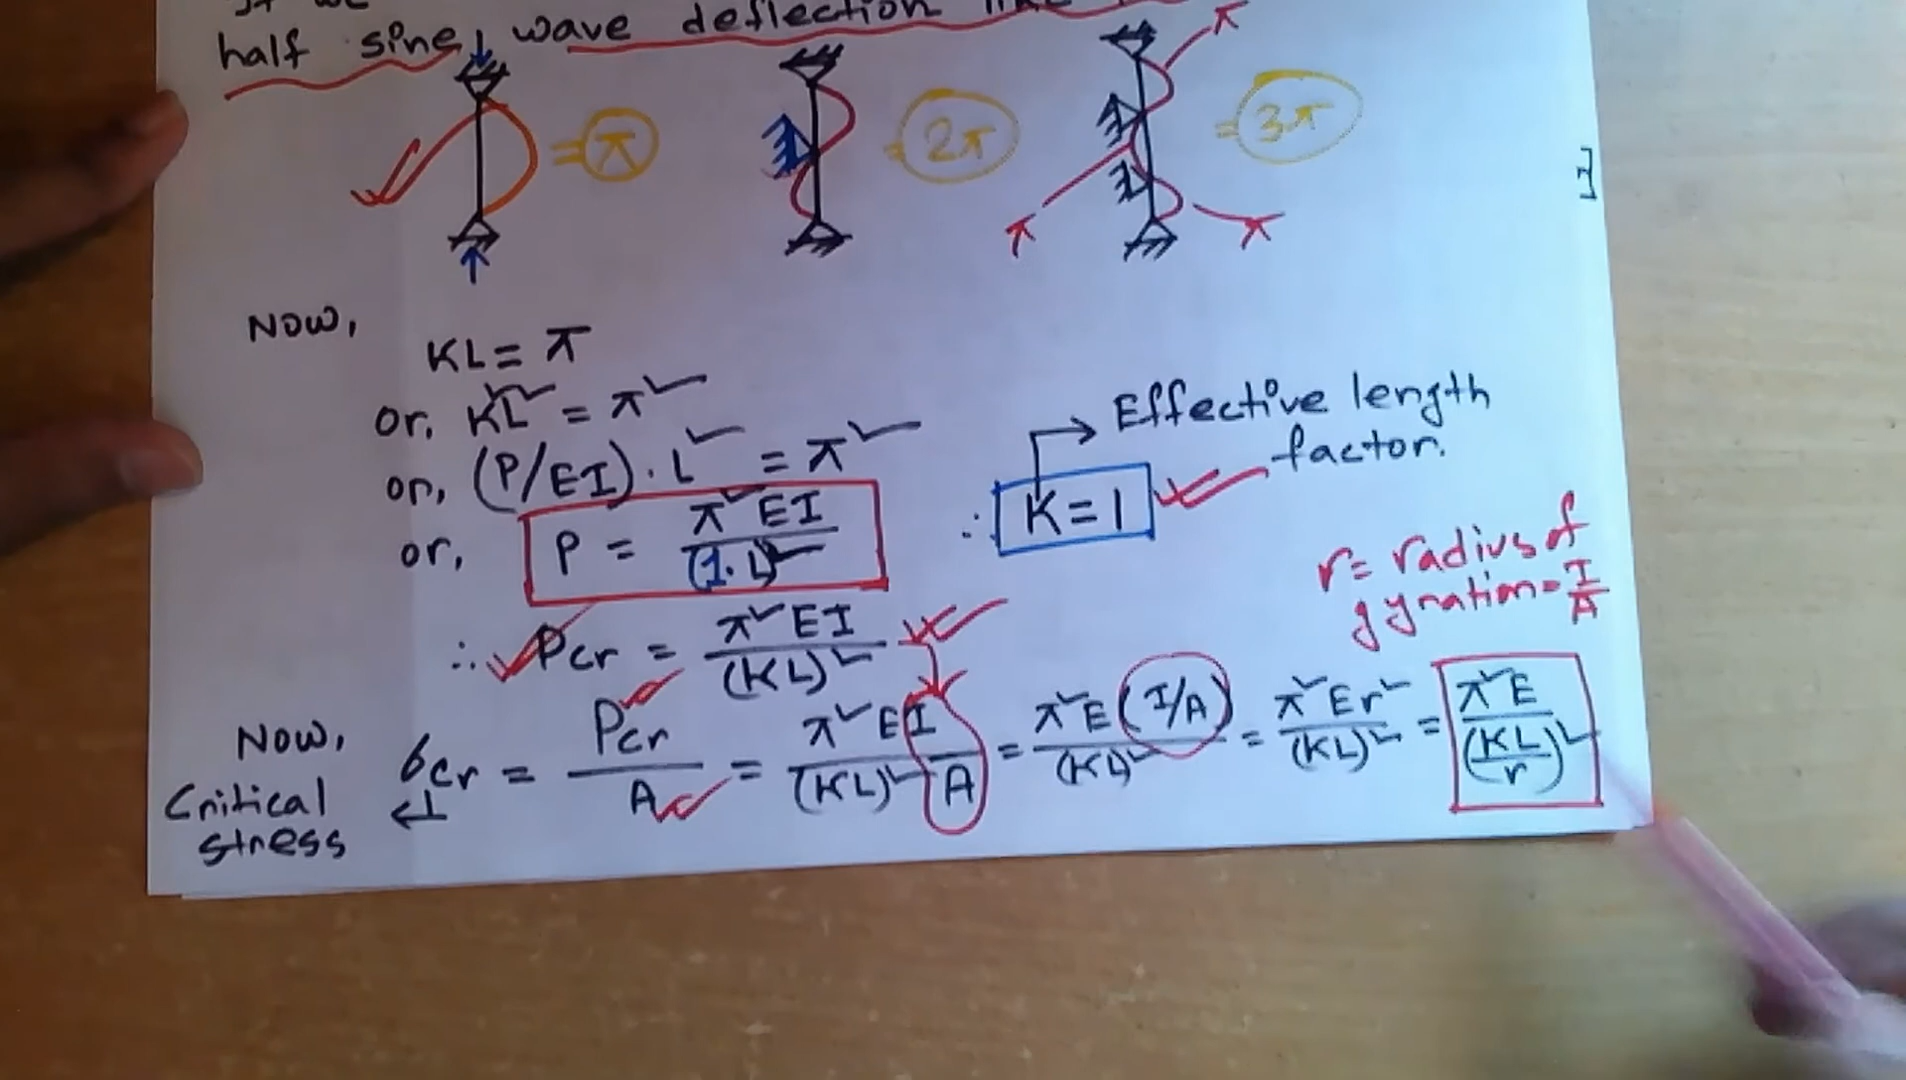 half sine wave deflection
= π
= 2π
= 3π
π
π
π
]
Now,
KL = π
or, K²L² = π²
or, (P/EI) . L² = π²
or, P = π²EI / (1.L)²
∴ K = 1
Effective length
factor.
∴ Pcr = π²EI / (KL)²
r = radius of
gyration = I/A
Now, σcr = Pcr / A = π²EI / (KL)² A = π²E (I/A) / (KL)² = π²Er² / (KL)² = π²E / (KL/r)²
Critical
stress